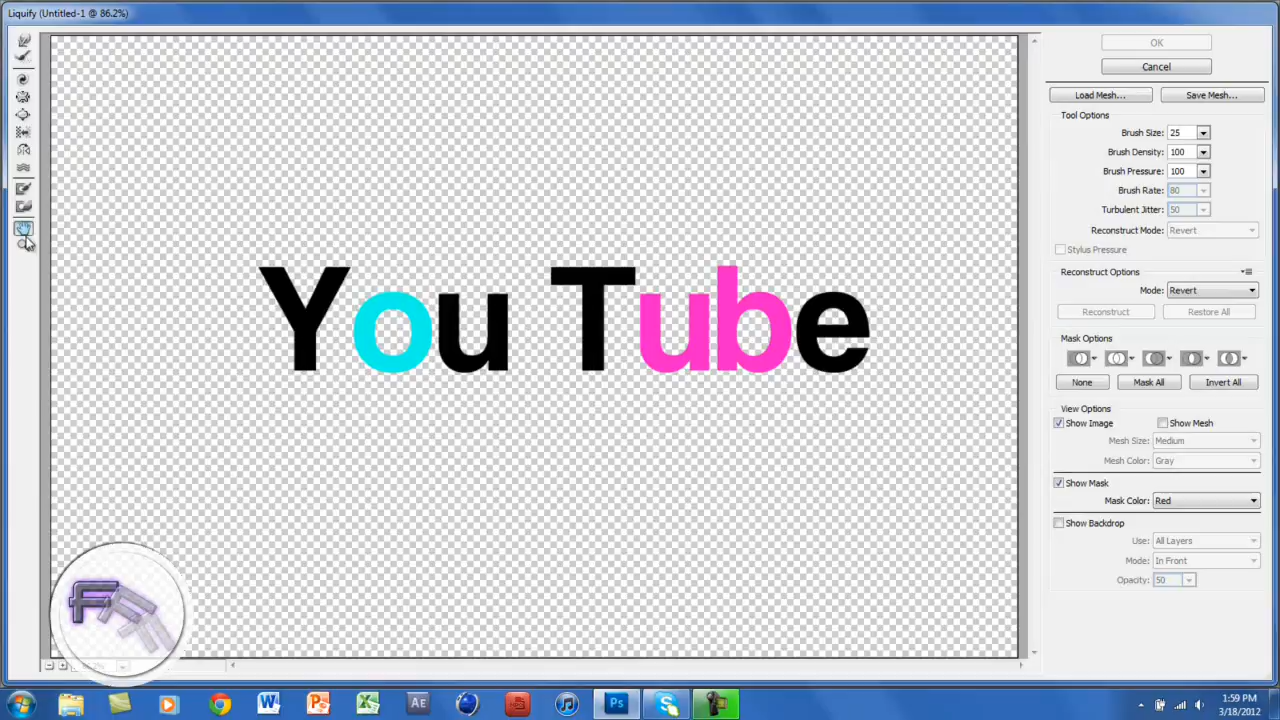 Liquify (Untitled-1 @ 86.2%)
OK
Cancel
Load Mesh... Save Mesh...
Tool Options
Brush Size: 25
Brush Density: 100
Brush Pressure: 100
Brush Rate: 80
Turbulent Jitter: 50
Reconstruct Mode: Revert
Stylus Pressure
Reconstruct Options
Mode: Revert
Reconstruct Restore All
Mask Options
None Mask All Invert All
View Options
Show Image Show Mesh
Mesh Size: Medium
Mesh Color: Gray
Show Mask
Mask Color: Red
Show Backdrop
Use: All Layers
Mode: In Front
Opacity: 50
You Tube
86.2%
W P X AE Ps S
1:59 PM
3/18/2012